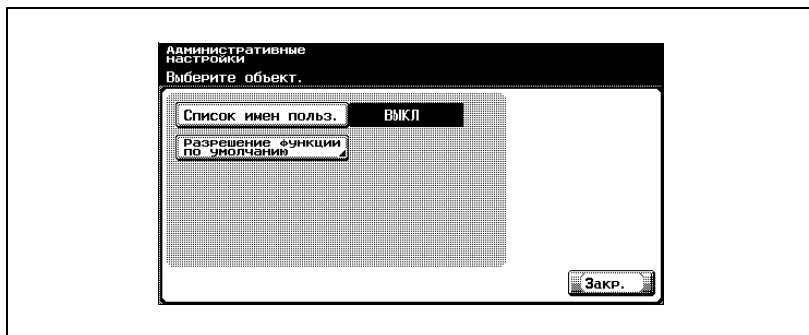 Административные
настройки
Выберите объект.
Список имен польз.
ВЫКЛ
Разрешение функции
по умолчанию
Закр.